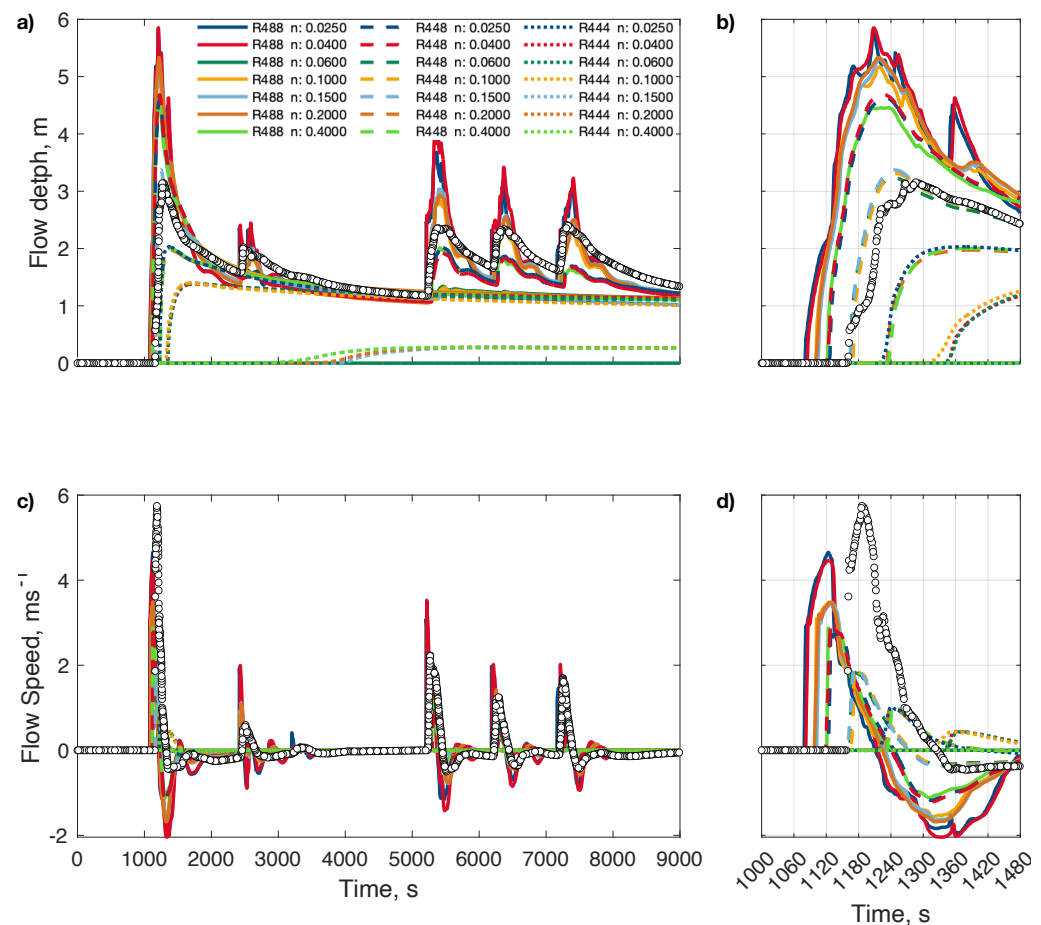 a)
6
5
4
3
2
1
0
Flow detph, m
R488 n: 0.0250 R448 n: 0.0250 R444 n: 0.0250
R488 n: 0.0400 R448 n: 0.0400 R444 n: 0.0400
R488 n: 0.0600 R448 n: 0.0600 R444 n: 0.0600
R488 n: 0.1000 R448 n: 0.1000 R444 n: 0.1000
R488 n: 0.1500 R448 n: 0.1500 R444 n: 0.1500
R488 n: 0.2000 R448 n: 0.2000 R444 n: 0.2000
R488 n: 0.4000 R448 n: 0.4000 R444 n: 0.4000
b)
c)
6
4
2
0
-2
Flow Speed, ms⁻¹
0 1000 2000 3000 4000 5000 6000 7000 8000 9000
Time, s
d)
1000 1060 1120 1180 1240 1300 1360 1420 1480
Time, s